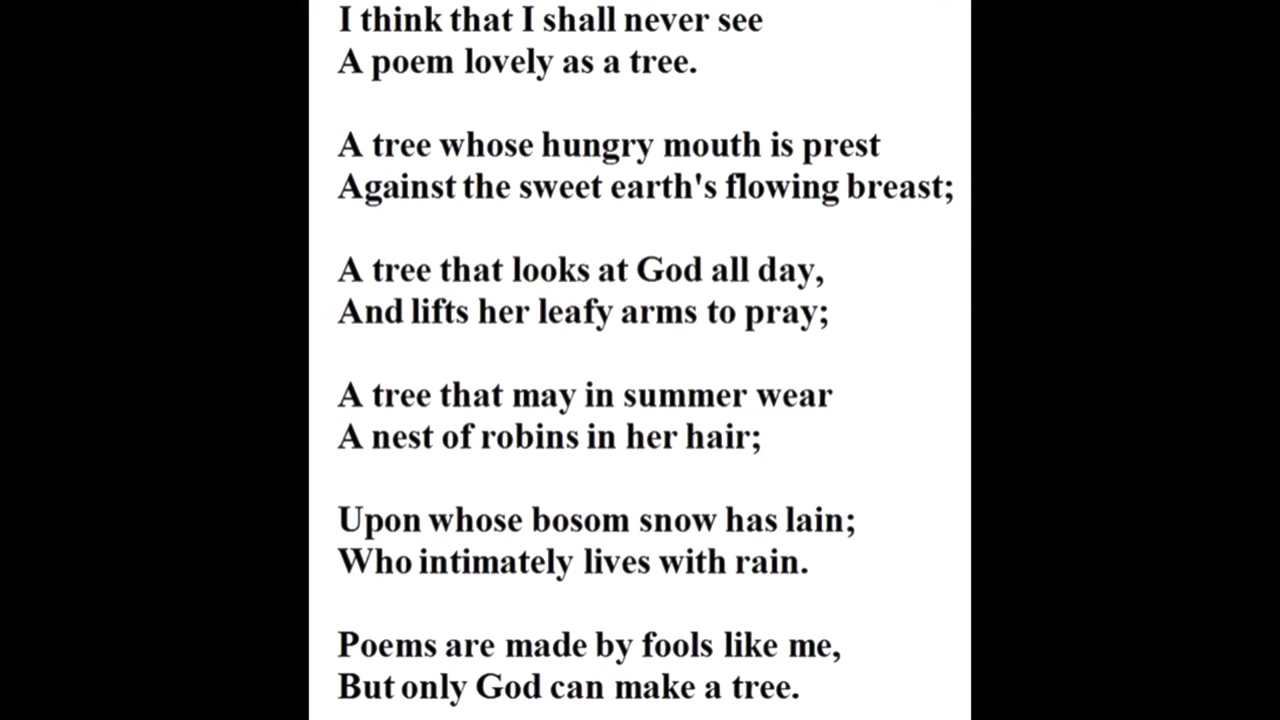 I think that I shall never see
A poem lovely as a tree.
A tree whose hungry mouth is prest
Against the sweet earth's flowing breast;
A tree that looks at God all day,
And lifts her leafy arms to pray;
A tree that may in summer wear
A nest of robins in her hair;
Upon whose bosom snow has lain;
Who intimately lives with rain.
Poems are made by fools like me,
But only God can make a tree.